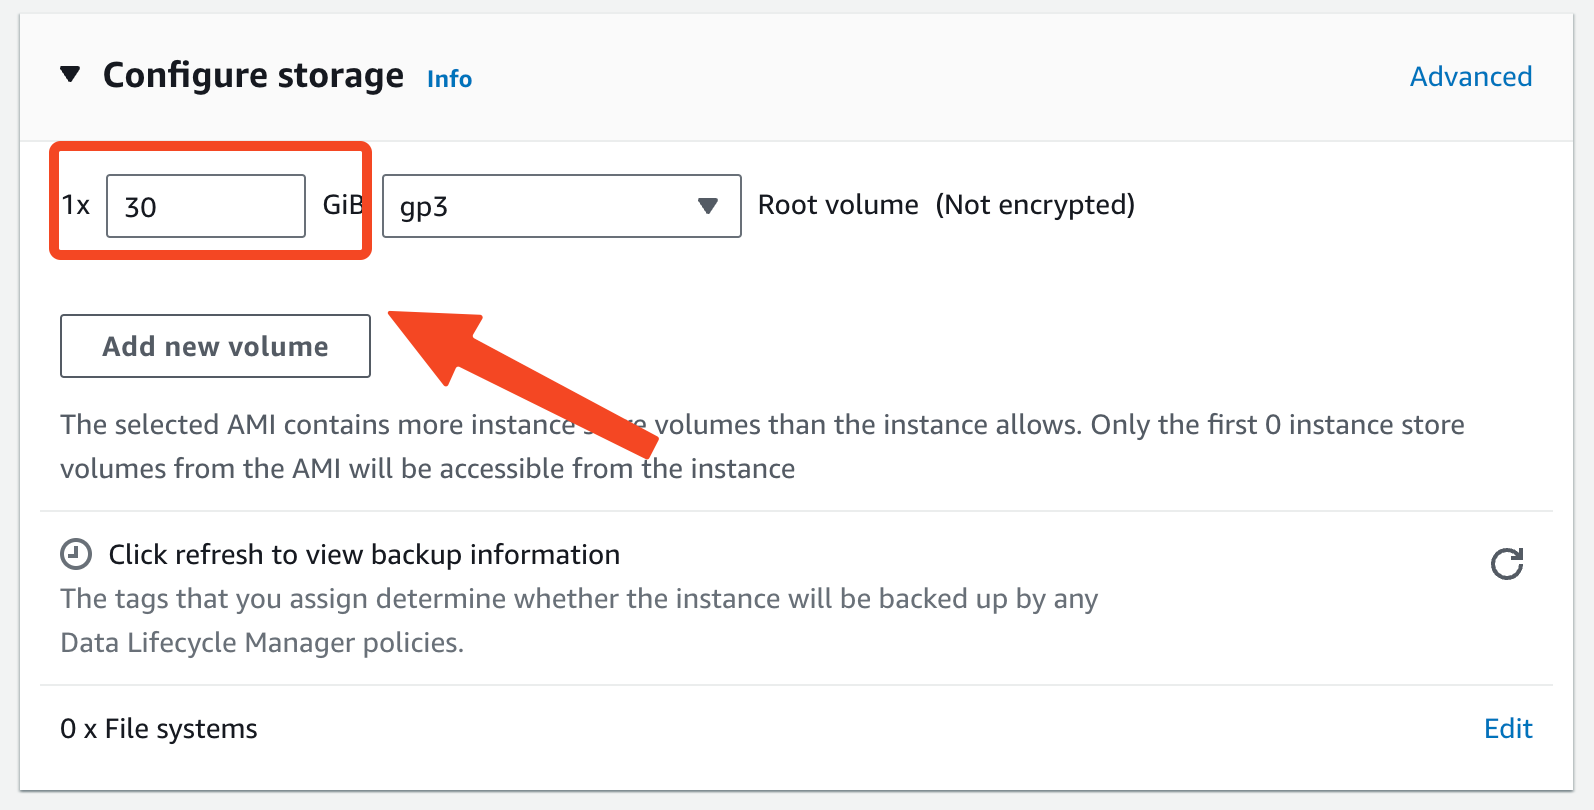 Configure storage Info Advanced
1x 30 GiB gp3 Root volume (Not encrypted)
Add new volume
The selected AMI contains more instance store volumes than the instance allows. Only the first 0 instance store
volumes from the AMI will be accessible from the instance
Click refresh to view backup information
The tags that you assign determine whether the instance will be backed up by any
Data Lifecycle Manager policies.
0 x File systems Edit